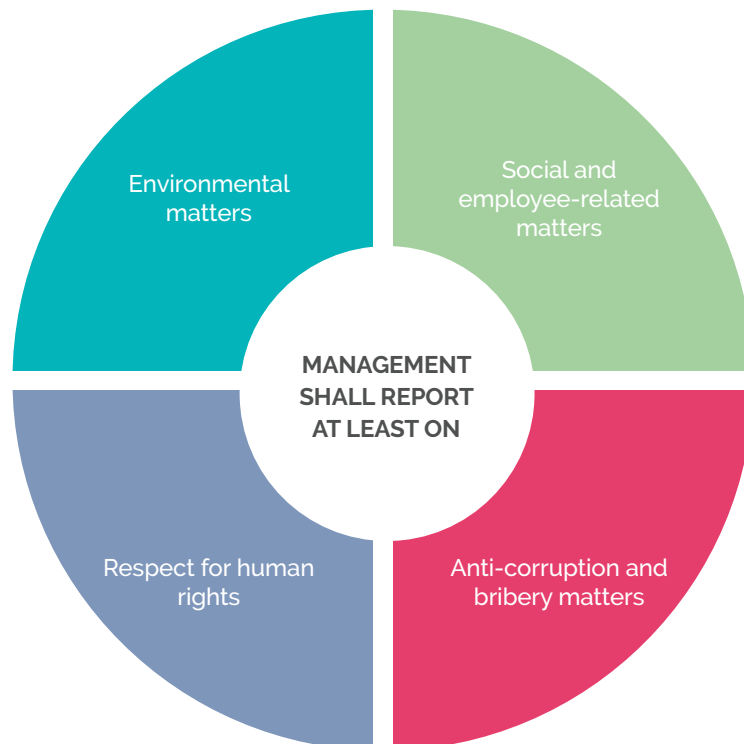 Environmental
matters
Social and
employee-related
matters
MANAGEMENT
SHALL REPORT
AT LEAST ON
Respect for human
rights
Anti-corruption and
bribery matters